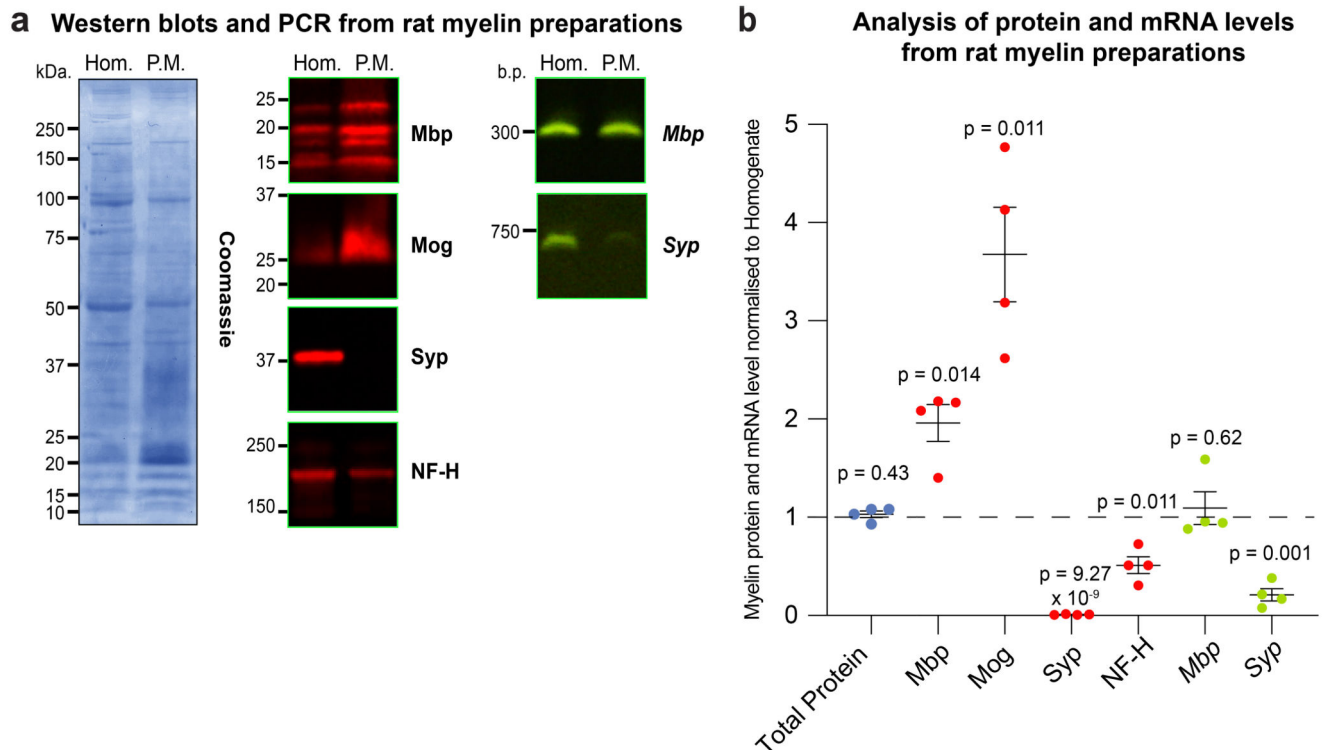 a Western blots and PCR from rat myelin preparations
kDa.
Hom. P.M.
250
150
100
75
50
37
25
20
15
10
Coomassie
Hom. P.M.
25
20
15
Mbp
37
25
20
Mog
37
Syp
250
150
NF-H
b.p.
Hom. P.M.
300
Mbp
750
Syp
b Analysis of protein and mRNA levels
from rat myelin preparations
Myelin protein and mRNA level normalised to Homogenate
5
4
3
2
1
0
p = 0.43
p = 0.014
p = 0.011
p = 9.27
x 10⁻⁹
p = 0.011
p = 0.62
p = 0.001
Total Protein
Mbp
Mog
Syp
NF-H
Mbp
Syp